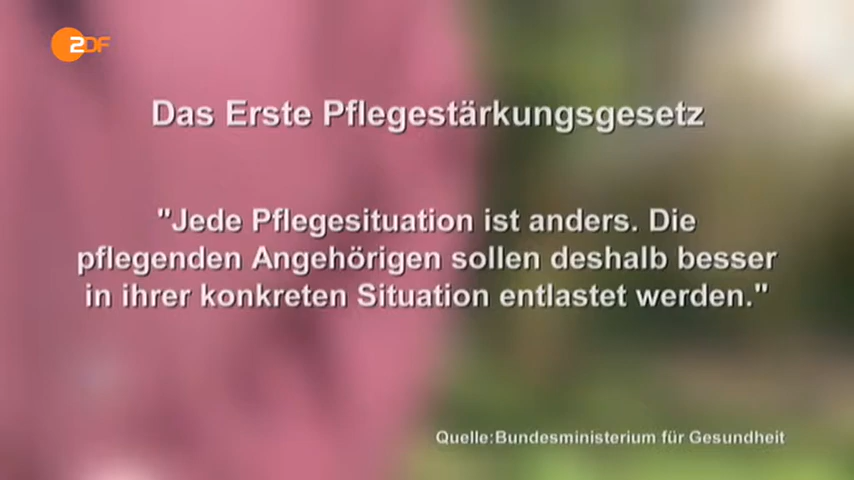 ZDF
Das Erste Pflegestärkungsgesetz
"Jede Pflegesituation ist anders. Die
pflegenden Angehörigen sollen deshalb besser
in ihrer konkreten Situation entlastet werden."
Quelle:Bundesministerium für Gesundheit